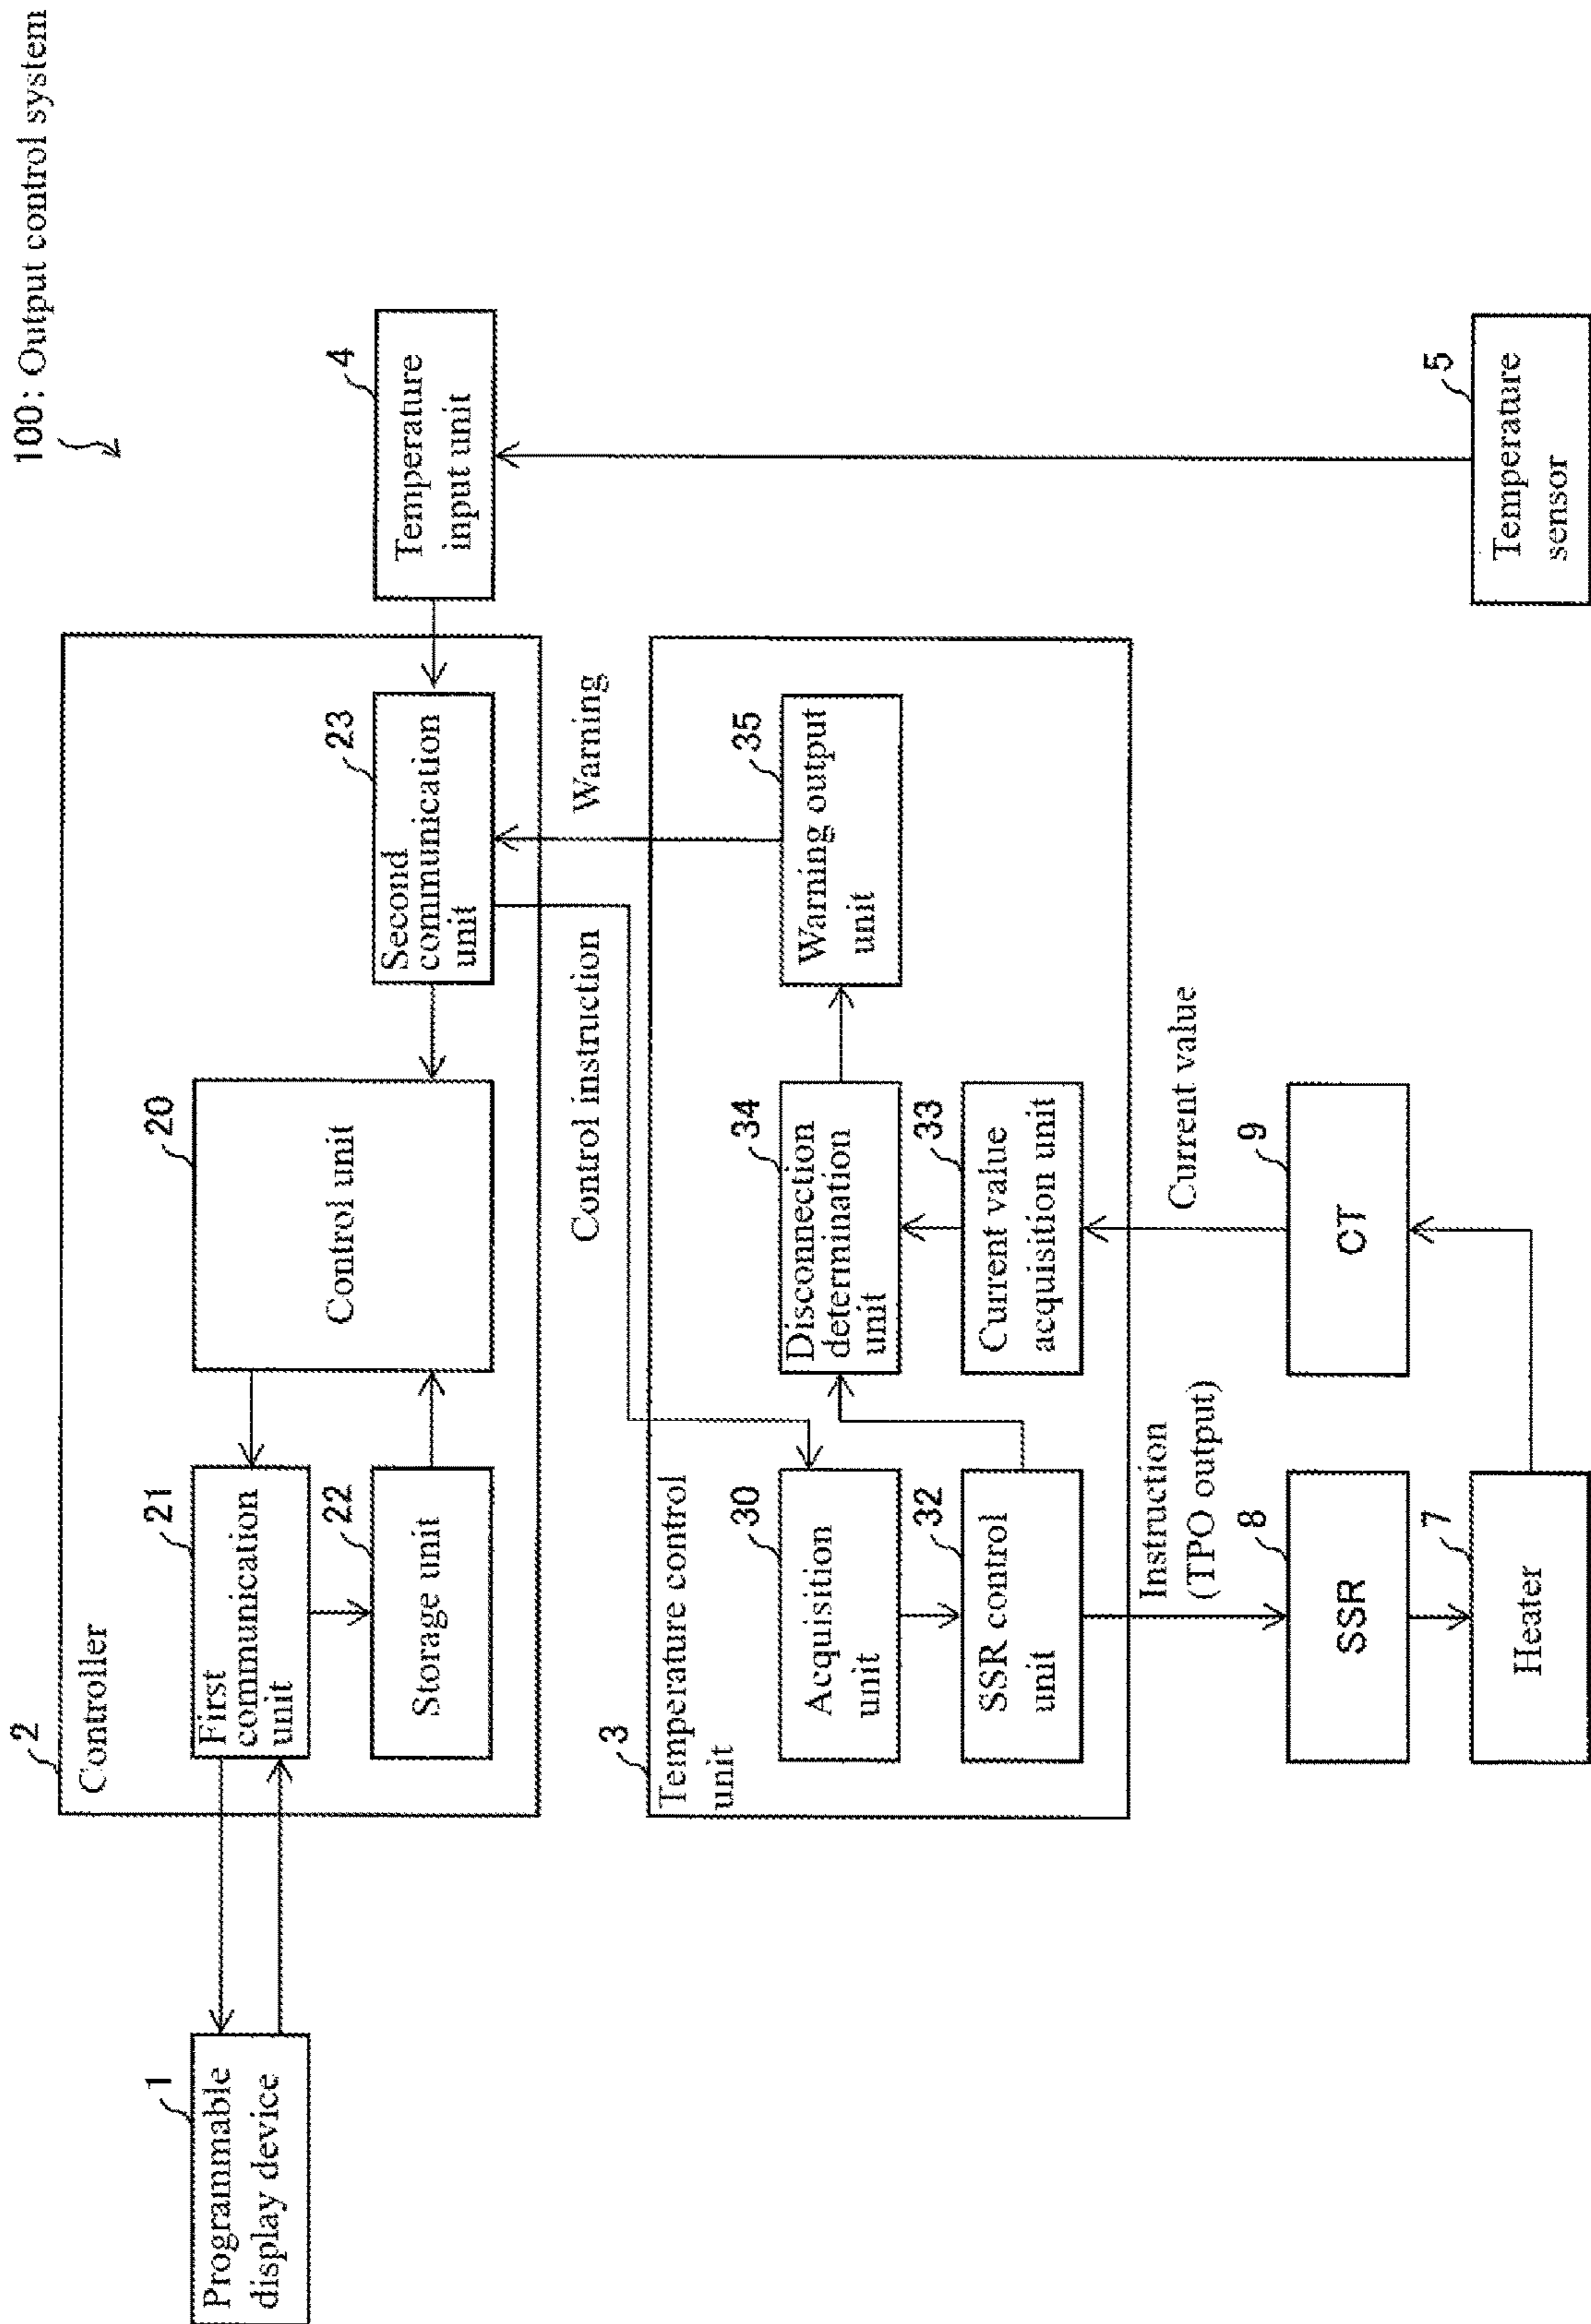 100: Output control system
1
Programmable
display device
2
Controller
21
First
communication
unit
22
Storage unit
20
Control unit
23
Second
communication
unit
4
Temperature
input unit
Control instruction
Warning
3
Temperature control
unit
30
Acquisition
unit
32
SSR control
unit
34
Disconnection
determination
unit
33
Current value
acquisition unit
35
Warning output
unit
Instruction
(TPO output)
Current value
8
SSR
7
Heater
9
CT
5
Temperature
sensor